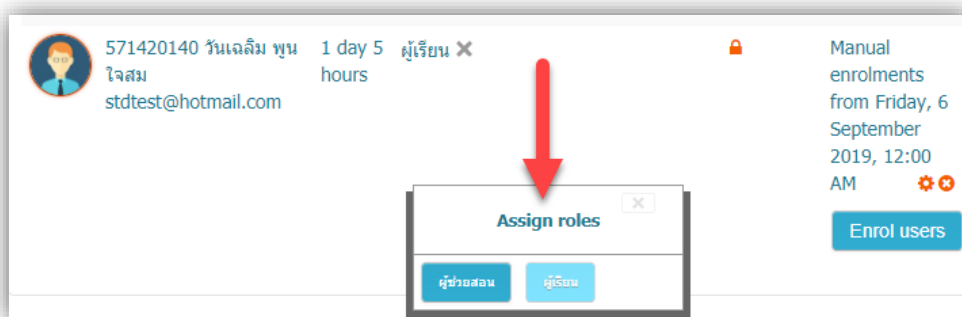 571420140 วันเฉลิม พูน
ใจสม
stdtest@hotmail.com
1 day 5
hours
ผู้เรียน
Manual
enrolments
from Friday, 6
September
2019, 12:00
AM
Enrol users
Assign roles
ผู้ช่วยสอน
ผู้เรียน